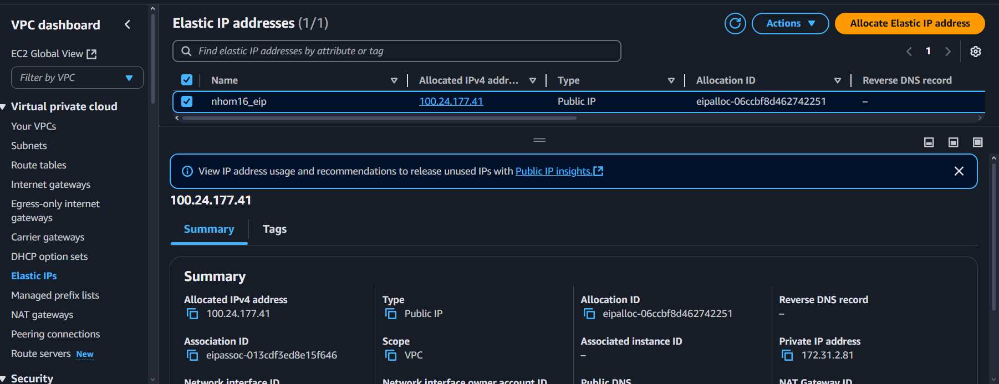 VPC dashboard
EC2 Global View
Filter by VPC
Virtual private cloud
Your VPCs
Subnets
Route tables
Internet gateways
Egress-only internet
gateways
Carrier gateways
DHCP option sets
Elastic IPs
Managed prefix lists
NAT gateways
Peering connections
Route servers New
Security
Elastic IP addresses (1/1)
Actions
Allocate Elastic IP address
Find elastic IP addresses by attribute or tag
1
Name Allocated IPv4 addr... Type Allocation ID Reverse DNS record
nhom16_eip 100.24.177.41 Public IP eipalloc-06ccbf8d462742251 –
View IP address usage and recommendations to release unused IPs with Public IP insights.
100.24.177.41
Summary Tags
Summary
Allocated IPv4 address
100.24.177.41
Type
Public IP
Allocation ID
eipalloc-06ccbf8d462742251
Reverse DNS record
–
Association ID
eipassoc-013cdf3ed8e15f646
Scope
VPC
Associated instance ID
–
Private IP address
172.31.2.81
Network interface ID
Network interface owner account ID
Public DNS
NAT Gateway ID